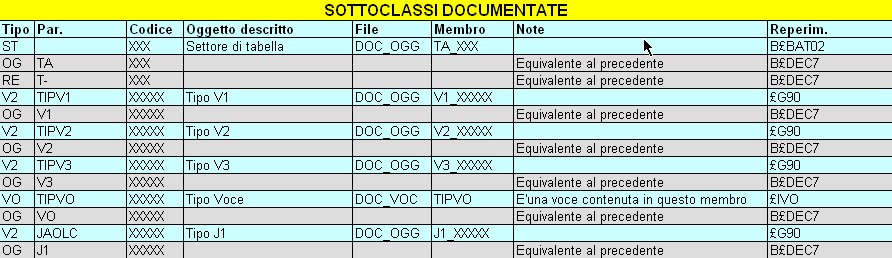 SOTTOCLASSI DOCUMENTATE
Tipo Par. Codice Oggetto descritto File Membro Note Reperim.
ST XXX Settore di tabella DOC_OGG TA_XXX B£BAT02
OG TA XXX Equivalente al precedente B£DEC7
RE T- XXX Equivalente al precedente B£DEC7
V2 TIPV1 XXXXX Tipo V1 DOC_OGG V1_XXXXX £G90
OG V1 XXXXX Equivalente al precedente B£DEC7
V2 TIPV2 XXXXX Tipo V2 DOC_OGG V2_XXXXX £G90
OG V2 XXXXX Equivalente al precedente B£DEC7
V2 TIPV3 XXXXX Tipo V3 DOC_OGG V3_XXXXX £G90
OG V3 XXXXX Equivalente al precedente B£DEC7
VO TIPVO XXXXX Tipo Voce DOC_VOC TIPVO E'una voce contenuta in questo membro £IVO
OG VO XXXXX Equivalente al precedente B£DEC7
V2 JAOLC XXXXX Tipo J1 DOC_OGG J1_XXXXX £G90
OG J1 XXXXX Equivalente al precedente B£DEC7